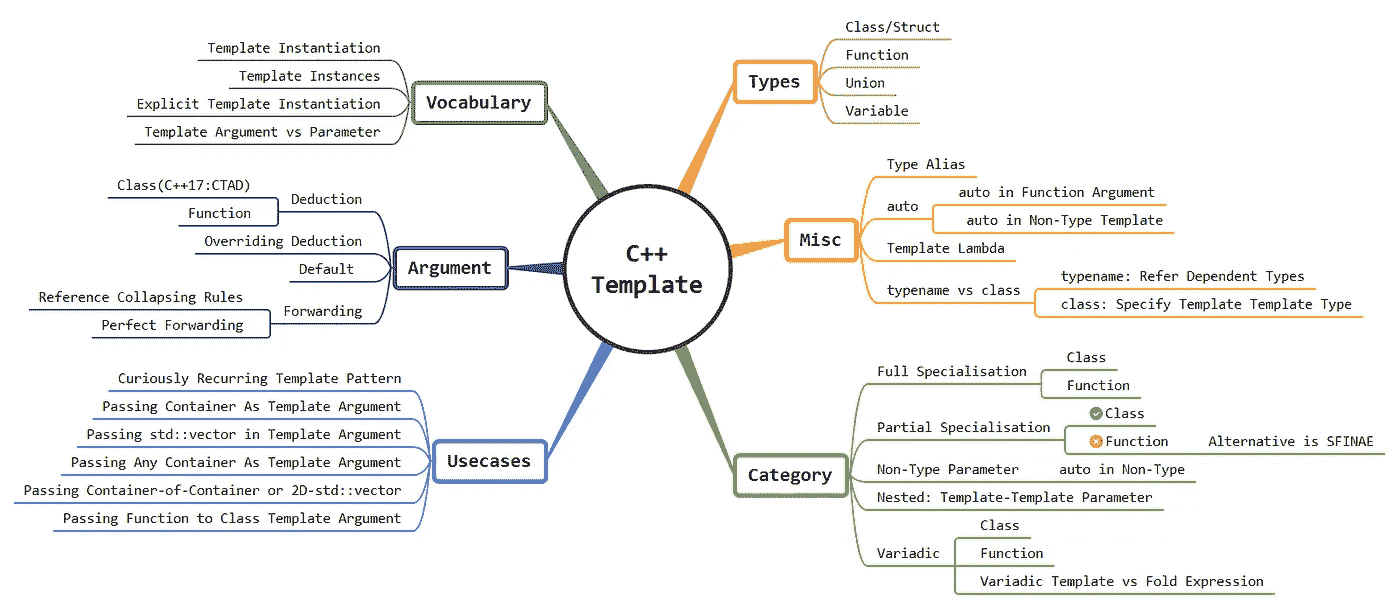 C++
Template
Vocabulary
Template Instantiation
Template Instances
Explicit Template Instantiation
Template Argument vs Parameter
Argument
Deduction
Class(C++17:CTAD)
Function
Overriding Deduction
Default
Forwarding
Reference Collapsing Rules
Perfect Forwarding
Usecases
Curiously Recurring Template Pattern
Passing Container As Template Argument
Passing std::vector in Template Argument
Passing Any Container As Template Argument
Passing Container-of-Container or 2D-std::vector
Passing Function to Class Template Argument
Types
Class/Struct
Function
Union
Variable
Misc
Type Alias
auto
auto in Function Argument
auto in Non-Type Template
Template Lambda
typename vs class
typename: Refer Dependent Types
class: Specify Template Template Type
Category
Full Specialisation
Class
Function
Partial Specialisation
Class
Function
Alternative is SFINAE
Non-Type Parameter
auto in Non-Type
Nested: Template-Template Parameter
Variadic
Class
Function
Variadic Template vs Fold Expression